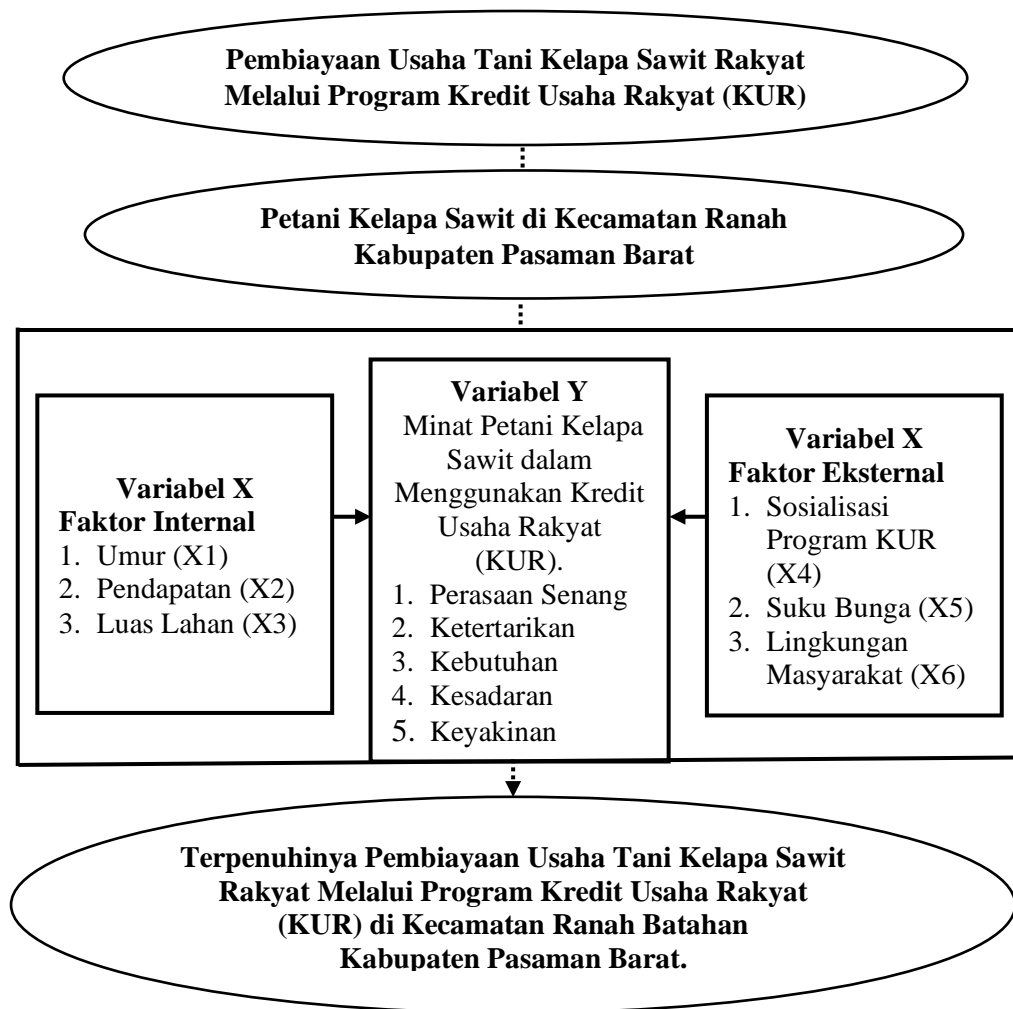 Pembiayaan Usaha Tani Kelapa Sawit Rakyat
Melalui Program Kredit Usaha Rakyat (KUR)
Petani Kelapa Sawit di Kecamatan Ranah
Kabupaten Pasaman Barat
Variabel X
Faktor Internal
1. Umur (X1)
2. Pendapatan (X2)
3. Luas Lahan (X3)
Variabel Y
Minat Petani Kelapa
Sawit dalam
Menggunakan Kredit
Usaha Rakyat
(KUR).
1. Perasaan Senang
2. Ketertarikan
3. Kebutuhan
4. Kesadaran
5. Keyakinan
Variabel X
Faktor Eksternal
1. Sosialisasi
Program KUR
(X4)
2. Suku Bunga (X5)
3. Lingkungan
Masyarakat (X6)
Terpenuhinya Pembiayaan Usaha Tani Kelapa Sawit
Rakyat Melalui Program Kredit Usaha Rakyat
(KUR) di Kecamatan Ranah Batahan
Kabupaten Pasaman Barat.